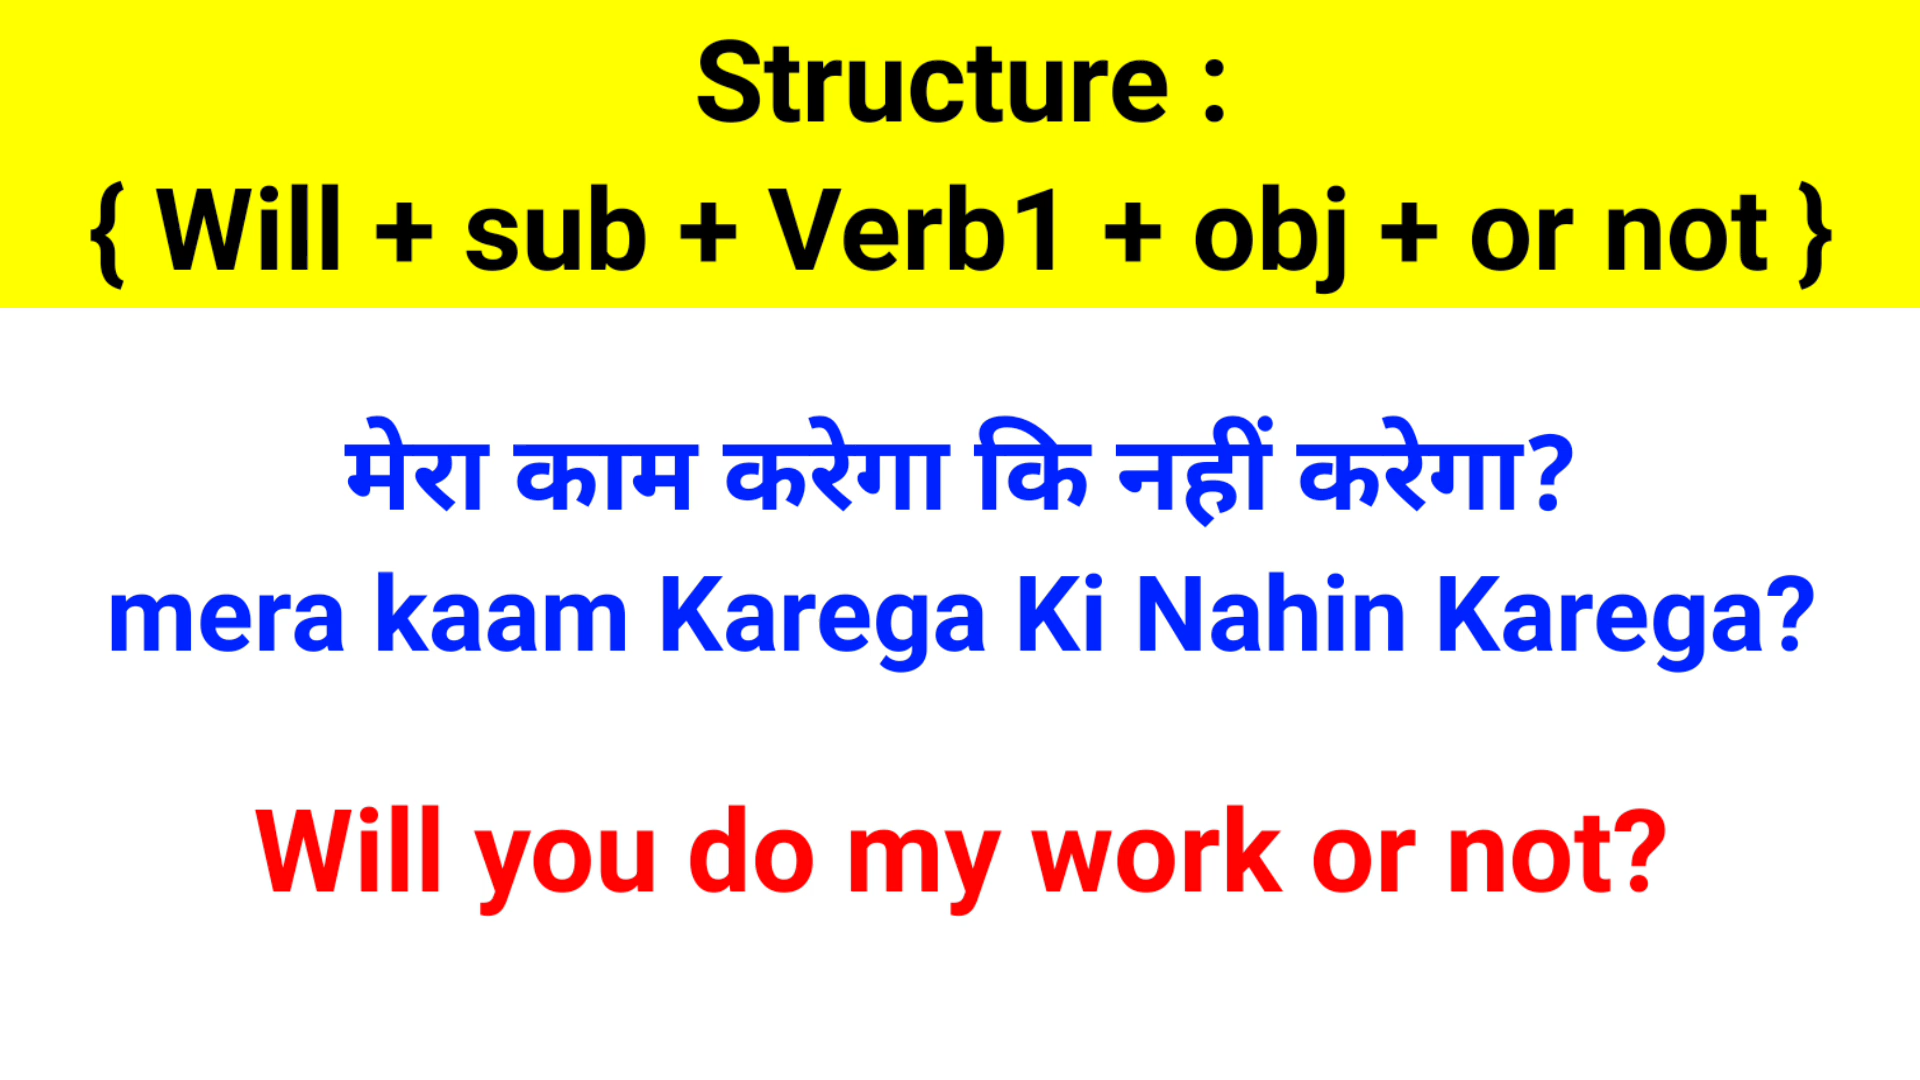 Structure :
{ Will + sub + Verb1 + obj + or not }
मेरा काम करेगा कि नहीं करेगा?
mera kaam Karega Ki Nahin Karega?
Will you do my work or not?